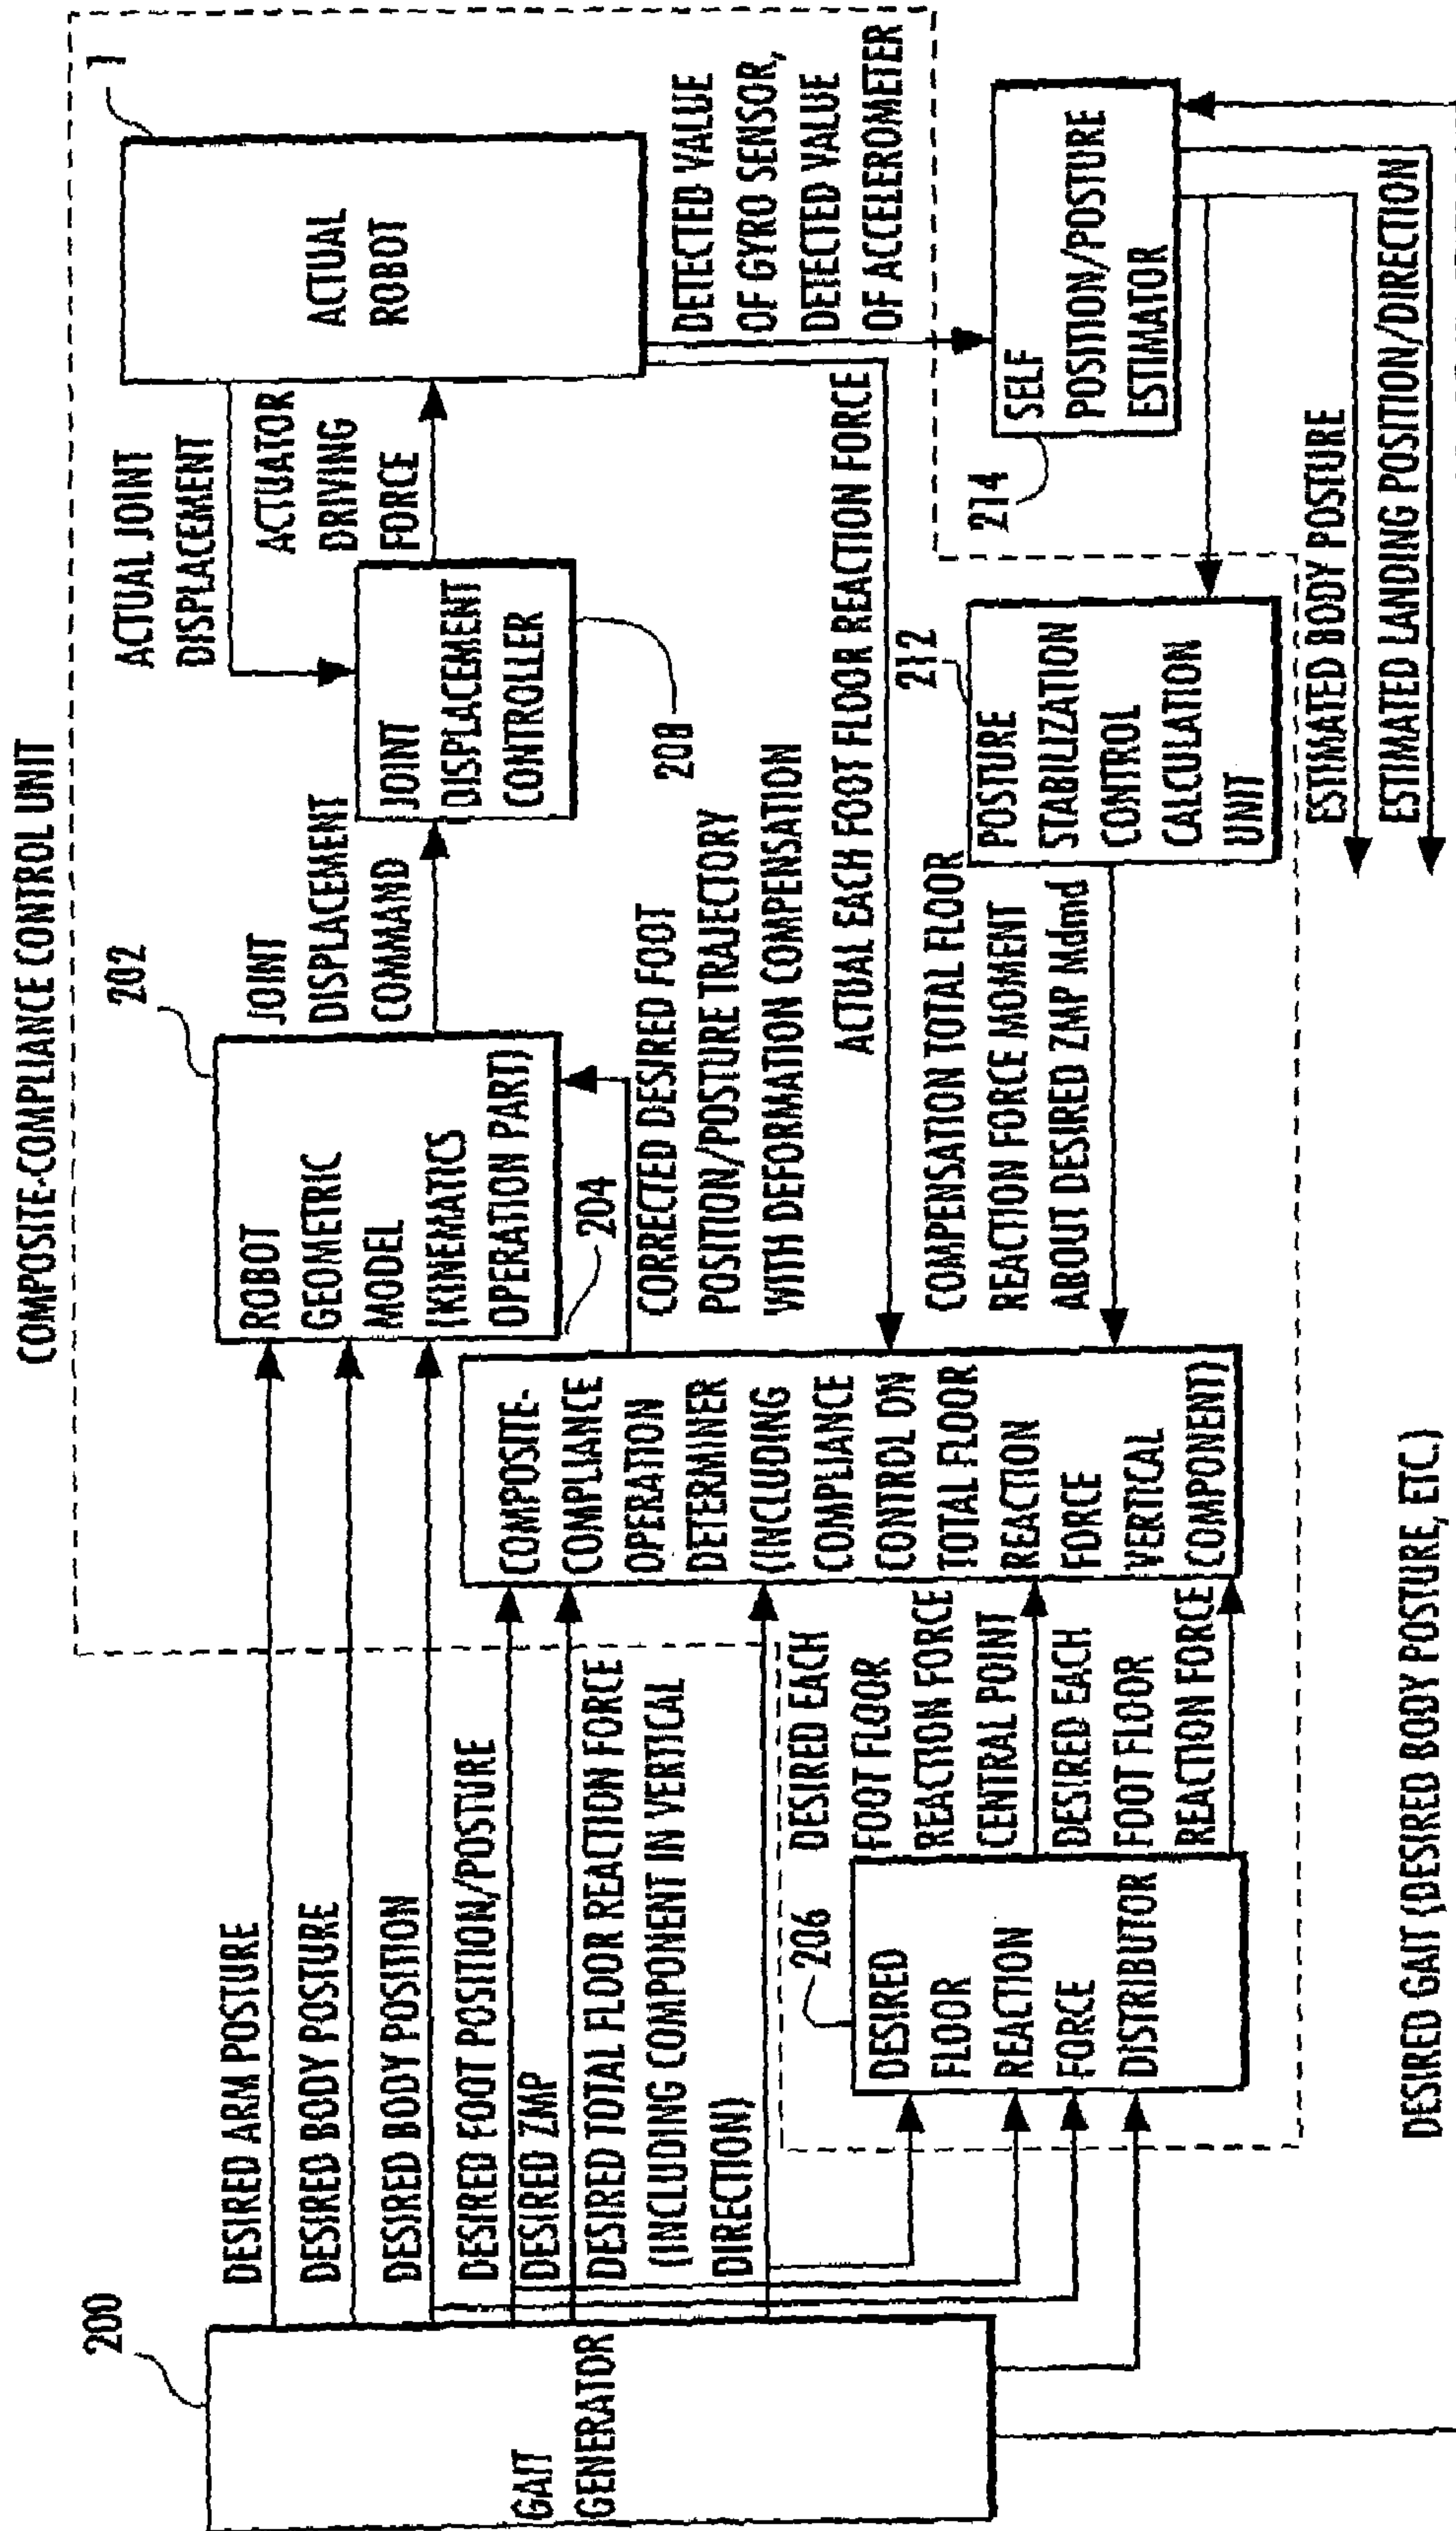 COMPOSITE-COMPLIANCE CONTROL UNIT
200
GAIT
GENERATOR
DESIRED ARM POSTURE
DESIRED BODY POSTURE
DESIRED BODY POSITION
DESIRED FOOT POSITION/POSTURE
DESIRED ZMP
DESIRED TOTAL FLOOR REACTION FORCE
(INCLUDING COMPONENT IN VERTICAL
DIRECTION)
206
DESIRED
FLOOR
REACTION
FORCE
DISTRIBUTOR
DESIRED EACH
FOOT FLOOR
REACTION FORCE
CENTRAL POINT
DESIRED EACH
FOOT FLOOR
REACTION FORCE
202
ROBOT
GEOMETRIC
MODEL
(KINEMATICS
OPERATION PART)
204
COMPOSITE-
COMPLIANCE
OPERATION
DETERMINER
(INCLUDING
COMPLIANCE
CONTROL ON
TOTAL FLOOR
REACTION
FORCE
VERTICAL
COMPONENT)
JOINT
DISPLACEMENT
COMMAND
CORRECTED DESIRED FOOT
POSITION/POSTURE TRAJECTORY
WITH DEFORMATION COMPENSATION
ACTUAL EACH FOOT FLOOR REACTION FORCE
COMPENSATION TOTAL FLOOR
REACTION FORCE MOMENT
ABOUT DESIRED ZMP Mdmd
JOINT
DISPLACEMENT
CONTROLLER
208
ACTUAL JOINT
DISPLACEMENT
ACTUATOR
DRIVING
FORCE
1
ACTUAL
ROBOT
DETECTED VALUE
OF GYRO SENSOR,
DETECTED VALUE
OF ACCELEROMETER
212
POSTURE
STABILIZATION
CONTROL
CALCULATION
UNIT
214
SELF
POSITION/POSTURE
ESTIMATOR
ESTIMATED BODY POSTURE
ESTIMATED LANDING POSITION/DIRECTION
DESIRED GAIT (DESIRED BODY POSTURE, ETC.)